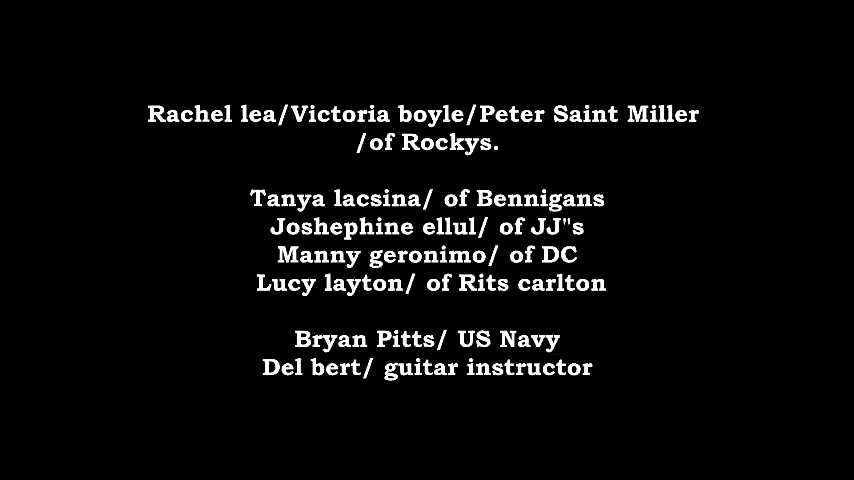 Rachel lea/Victoria boyle/Peter Saint Miller
/of Rockys.
Tanya lacsina/ of Bennigans
Joshephine ellul/ of JJ"s
Manny geronimo/ of DC
Lucy layton/ of Rits carlton
Bryan Pitts/ US Navy
Del bert/ guitar instructor